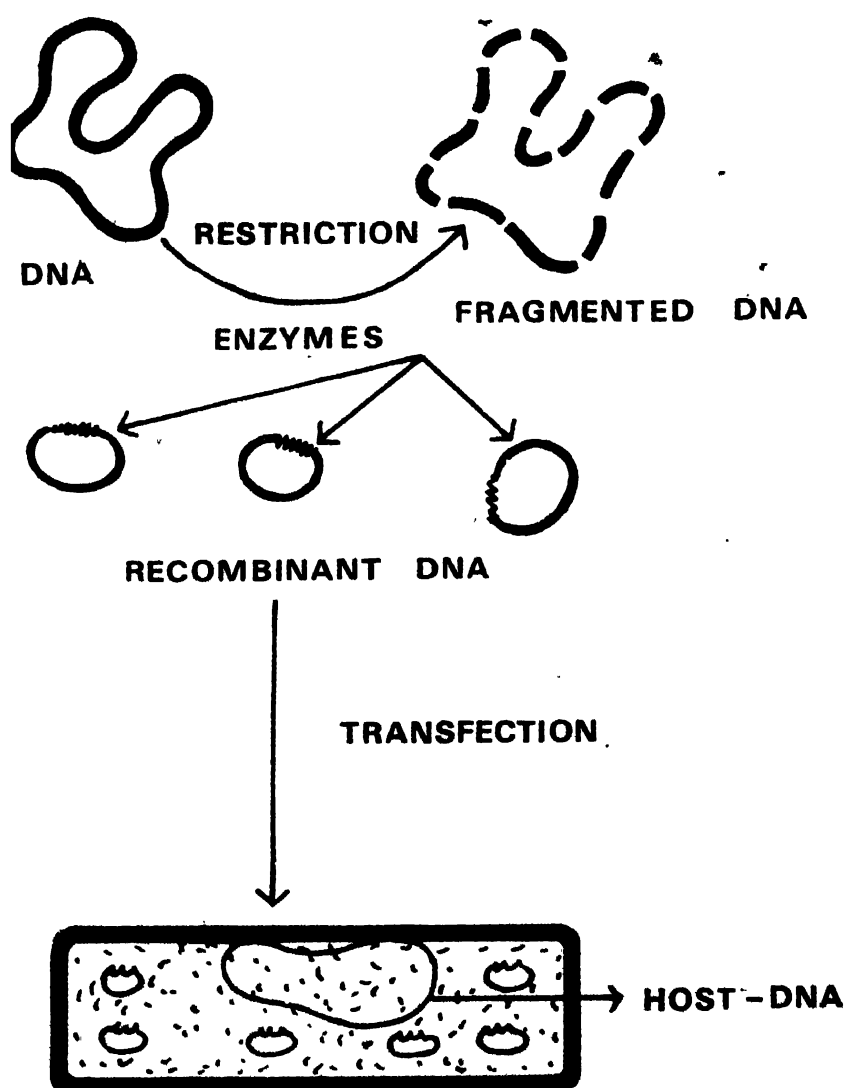 RESTRICTION
DNA
FRAGMENTED DNA
ENZYMES
RECOMBINANT DNA
TRANSFECTION
HOST-DNA